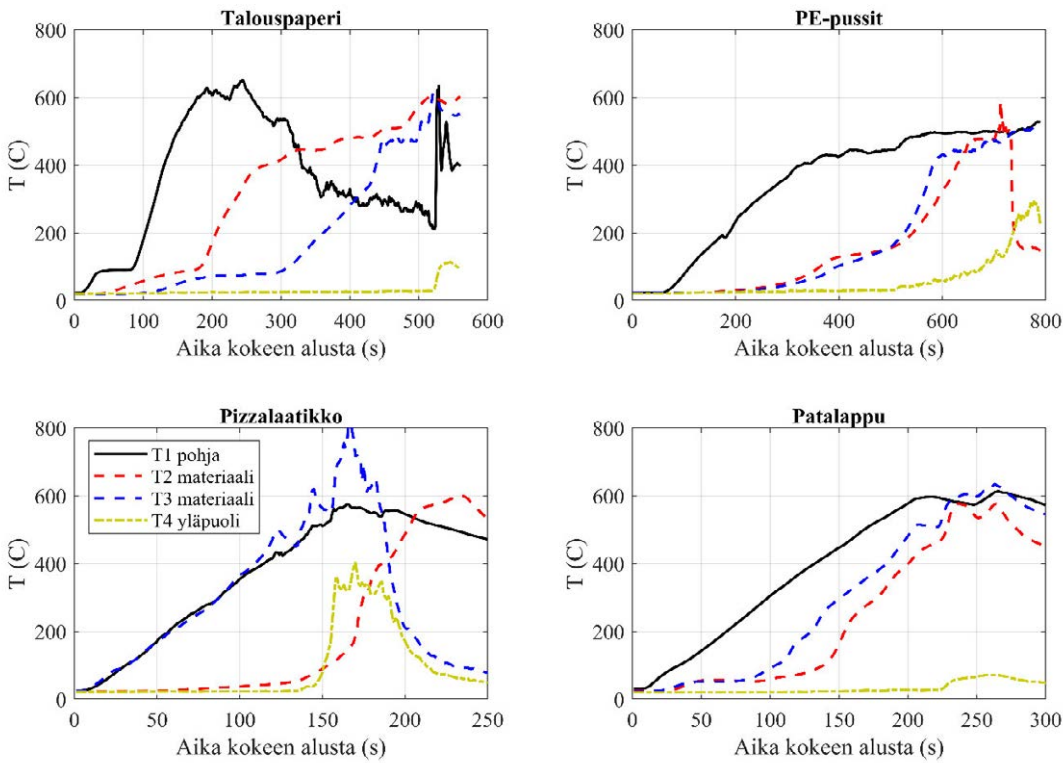 Talouspaperi
800
600
400
200
0
T (C)
0 100 200 300 400 500 600
Aika kokeen alusta (s)
PE-pussit
800
600
400
200
0
T (C)
0 200 400 600 800
Aika kokeen alusta (s)
Pizzalaatikko
800
600
400
200
0
T (C)
T1 pohja
T2 materiaali
T3 materiaali
T4 yläpuoli
0 50 100 150 200 250
Aika kokeen alusta (s)
Patalappu
800
600
400
200
0
T (C)
0 50 100 150 200 250 300
Aika kokeen alusta (s)